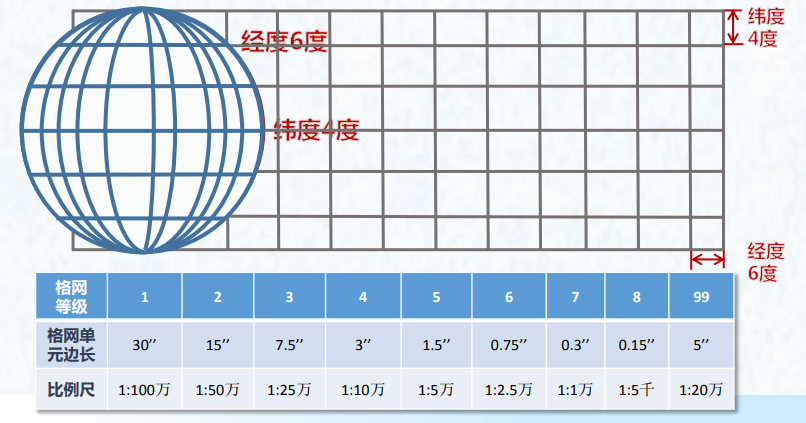 纬度
4度
经度6度
纬度4度
经度
6度
格网
等级 1 2 3 4 5 6 7 8 99
格网单
元边长 30’’ 15’’ 7.5’’ 3’’ 1.5’’ 0.75’’ 0.3’’ 0.15’’ 5’’
比例尺 1:100万 1:50万 1:25万 1:10万 1:5万 1:2.5万 1:1万 1:5千 1:20万